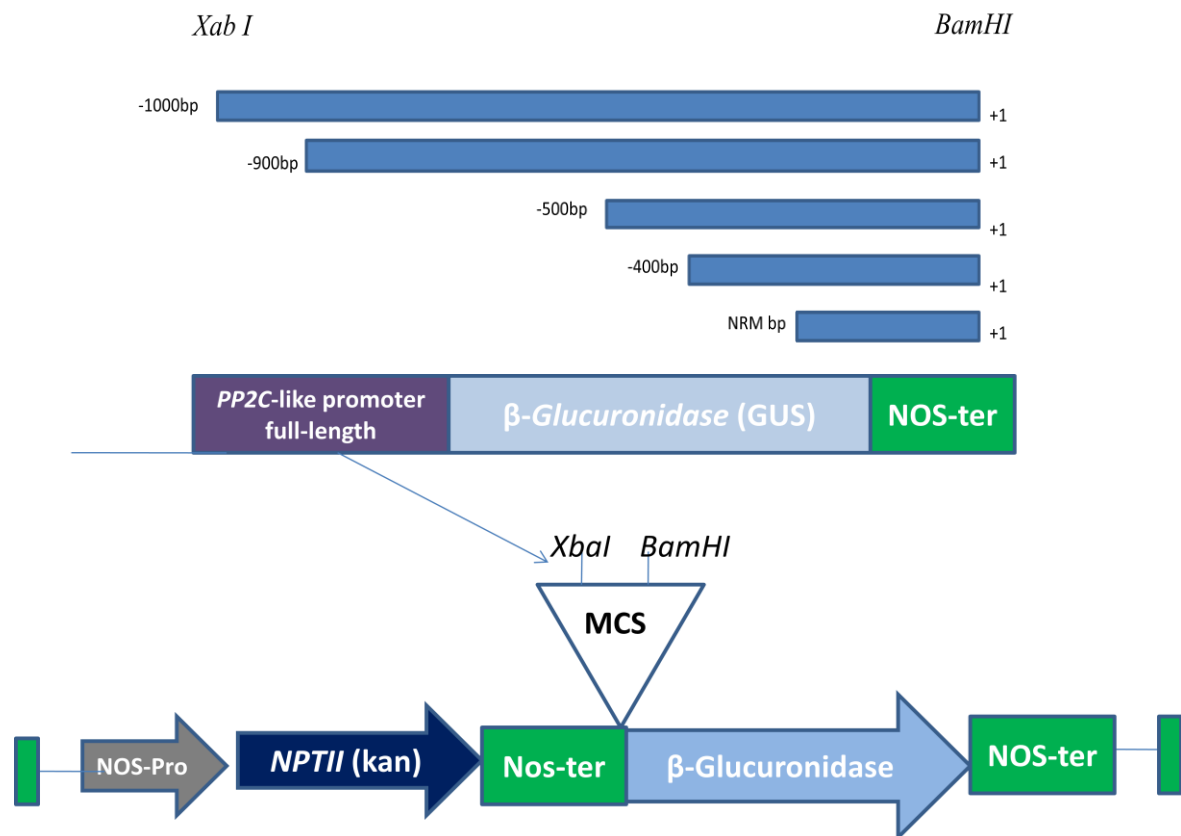 Xab I BamHI
-1000bp +1
-900bp +1
-500bp +1
-400bp +1
NRM bp +1
PP2C-like promoter
full-length
β-Glucuronidase (GUS)
NOS-ter
XbaI BamHI
MCS
NOS-Pro
NPTII (kan)
Nos-ter
β-Glucuronidase
NOS-ter